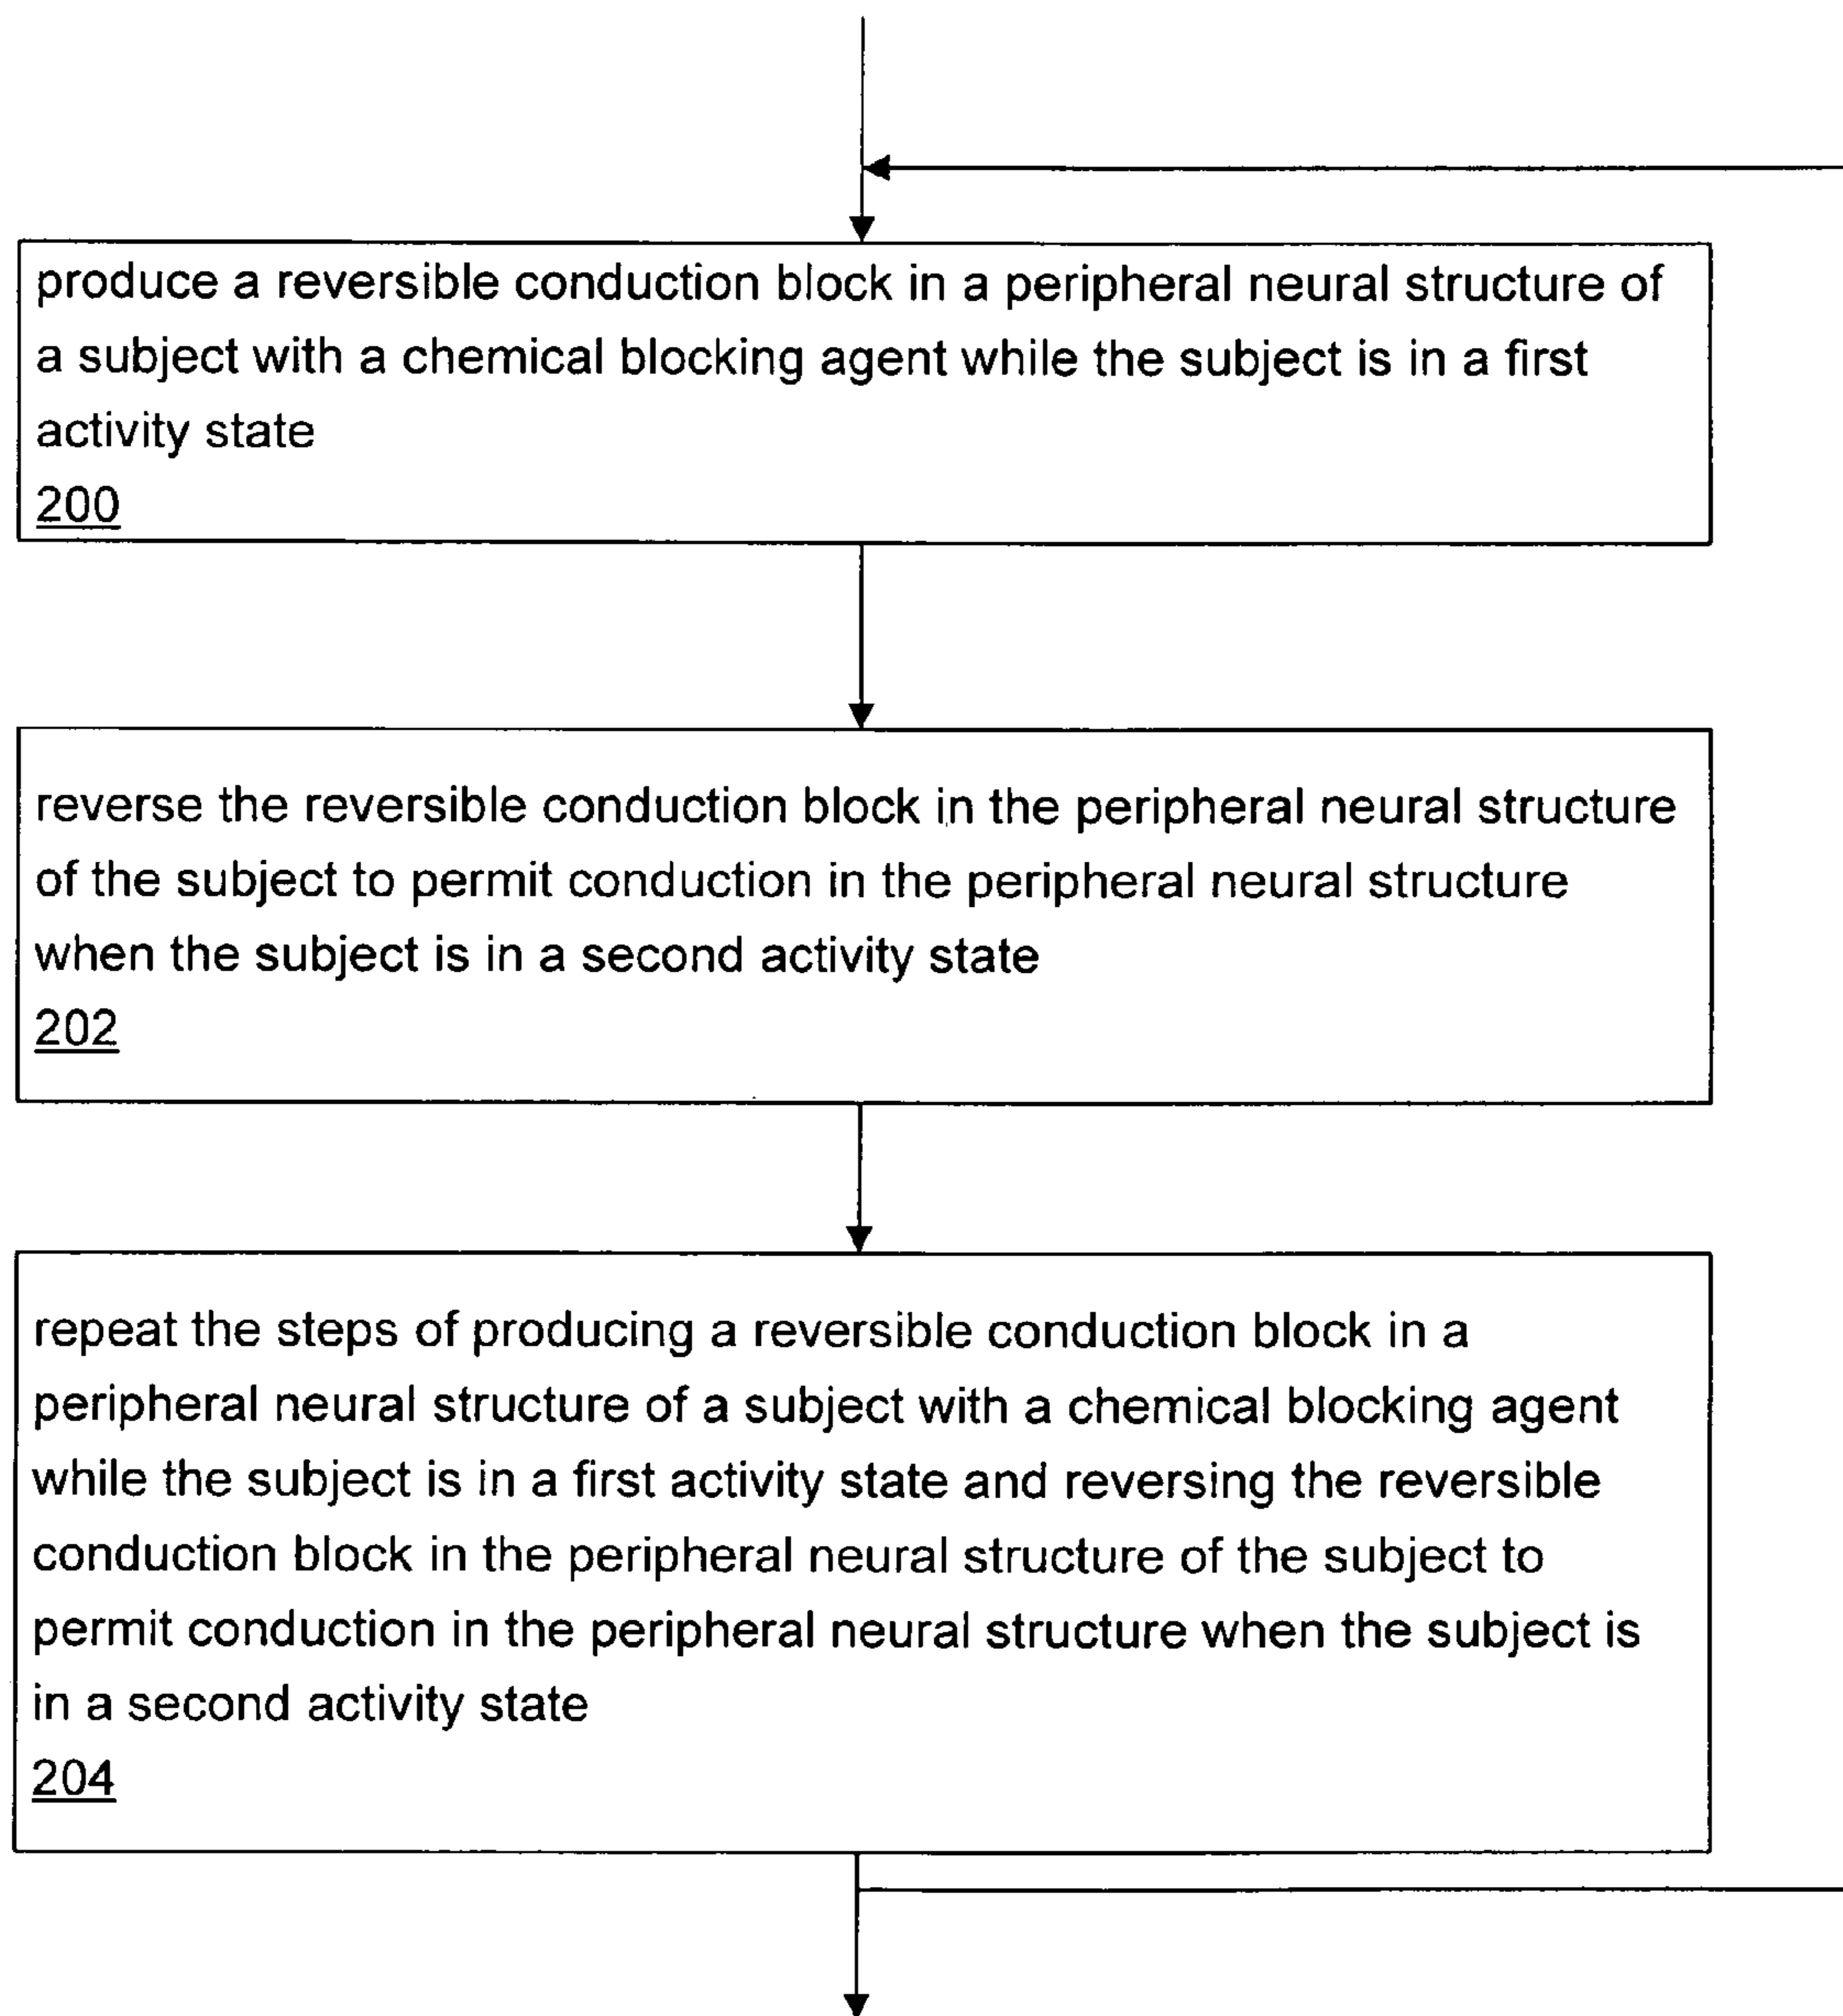 produce a reversible conduction block in a peripheral neural structure of
a subject with a chemical blocking agent while the subject is in a first
activity state
200
reverse the reversible conduction block in the peripheral neural structure
of the subject to permit conduction in the peripheral neural structure
when the subject is in a second activity state
202
repeat the steps of producing a reversible conduction block in a
peripheral neural structure of a subject with a chemical blocking agent
while the subject is in a first activity state and reversing the reversible
conduction block in the peripheral neural structure of the subject to
permit conduction in the peripheral neural structure when the subject is
in a second activity state
204